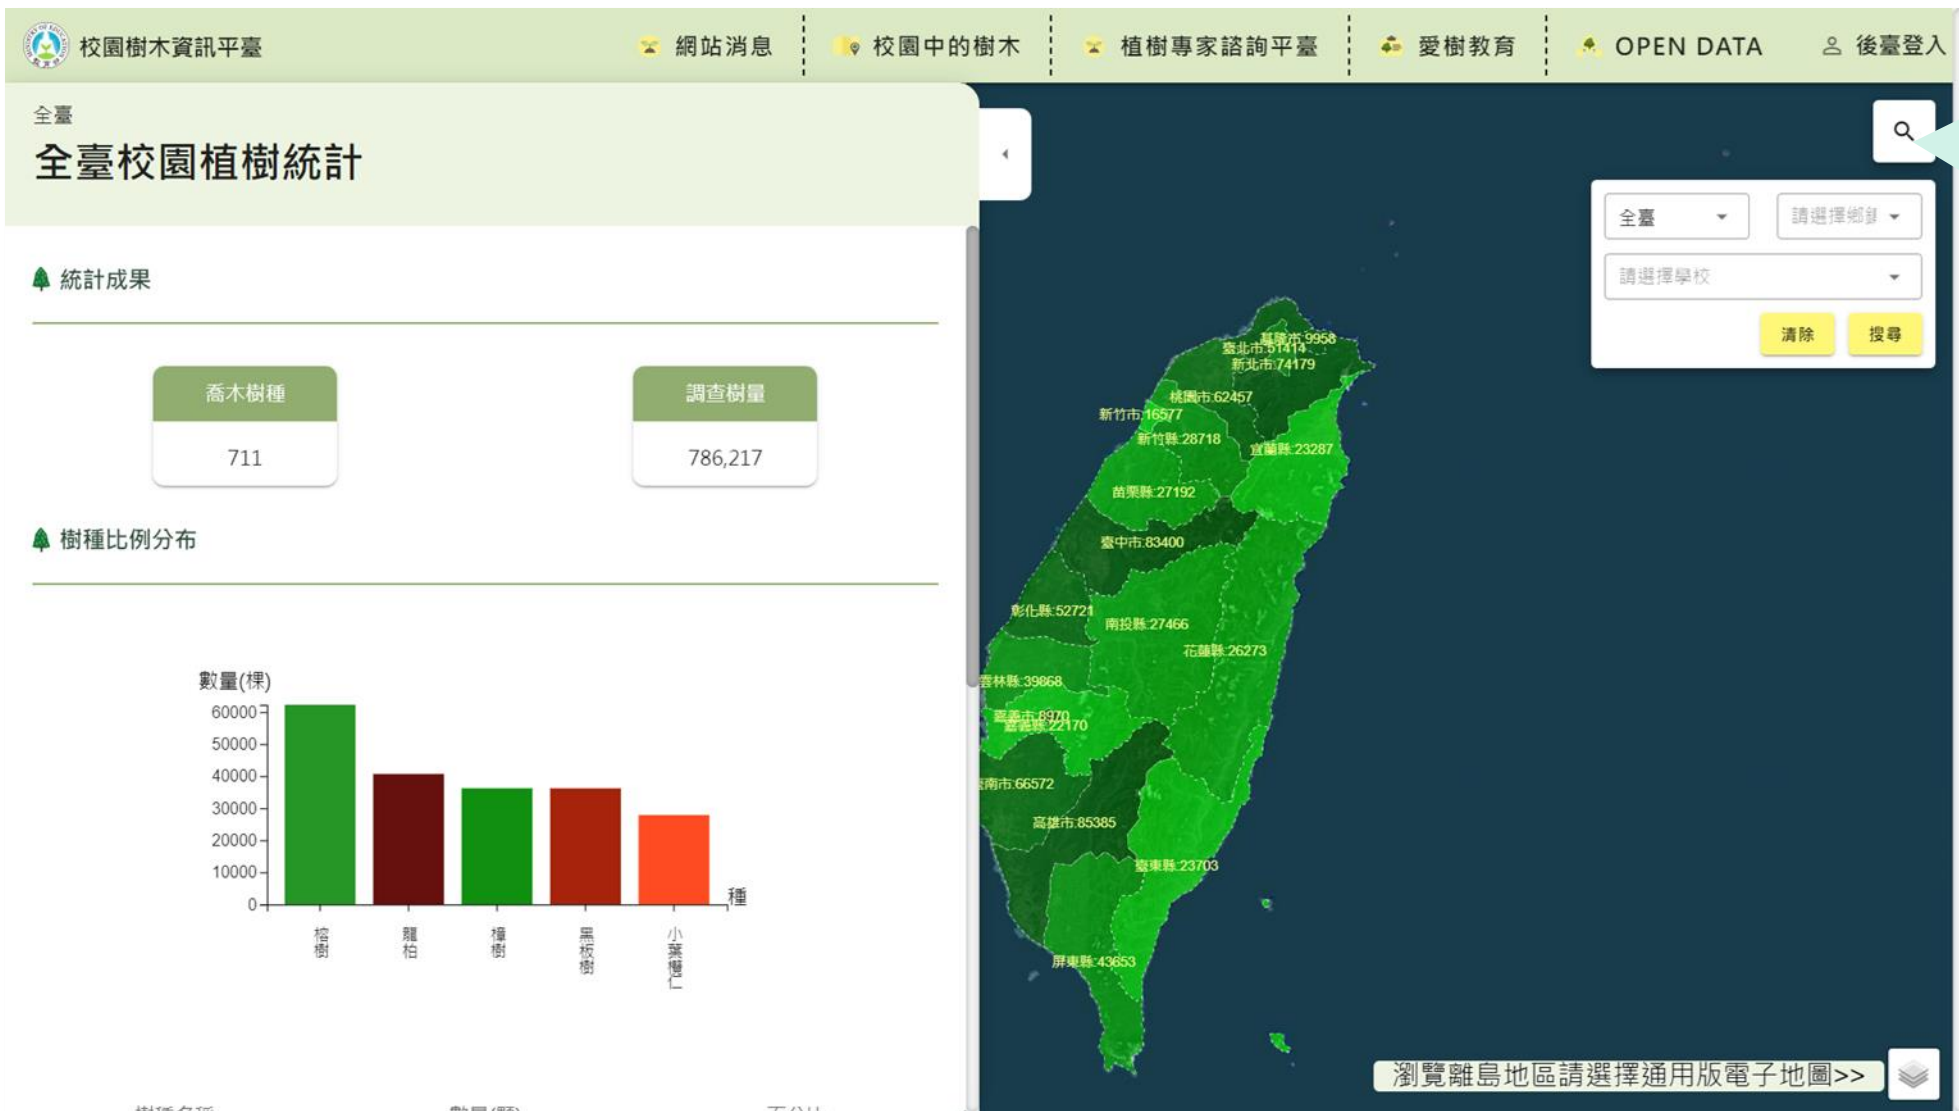 校園樹木資訊平臺
網站消息
校園中的樹木
植樹專家諮詢平臺
愛樹教育
OPEN DATA
後臺登入
全臺
全臺校園植樹統計
統計成果
喬木樹種
711
調查樹量
786,217
樹種比例分布
數量(棵)
60000
50000
40000
30000
20000
10000
0
種
榕樹
龍柏
樟樹
黑板樹
小葉欖仁
全臺
請選擇學校
清除
搜尋
基隆市:9958
臺北市:51414
新北市:74179
桃園市:62457
新竹市:16577
新竹縣:28718
宜蘭縣:23287
苗栗縣:27192
臺中市:83400
彰化縣:52721
南投縣:27466
花蓮縣:26273
雲林縣:39868
嘉義市:8970
嘉義縣:22170
南市:66572
高雄市:85385
臺東縣:23703
屏東縣:43653
瀏覽離島地區請選擇通用版電子地圖>>